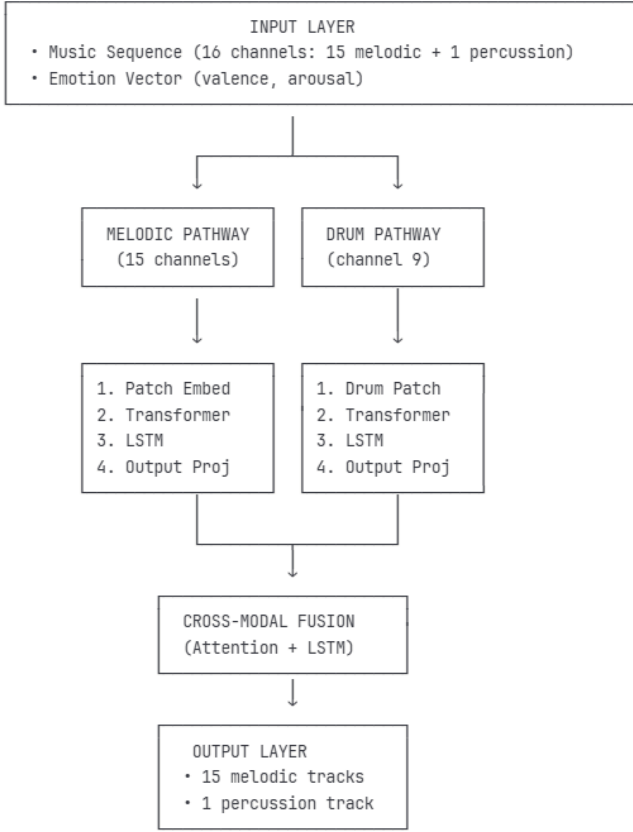 INPUT LAYER
• Music Sequence (16 channels: 15 melodic + 1 percussion)
• Emotion Vector (valence, arousal)
MELODIC PATHWAY
(15 channels)
DRUM PATHWAY
(channel 9)
1. Patch Embed
2. Transformer
3. LSTM
4. Output Proj
1. Drum Patch
2. Transformer
3. LSTM
4. Output Proj
CROSS-MODAL FUSION
(Attention + LSTM)
OUTPUT LAYER
• 15 melodic tracks
• 1 percussion track